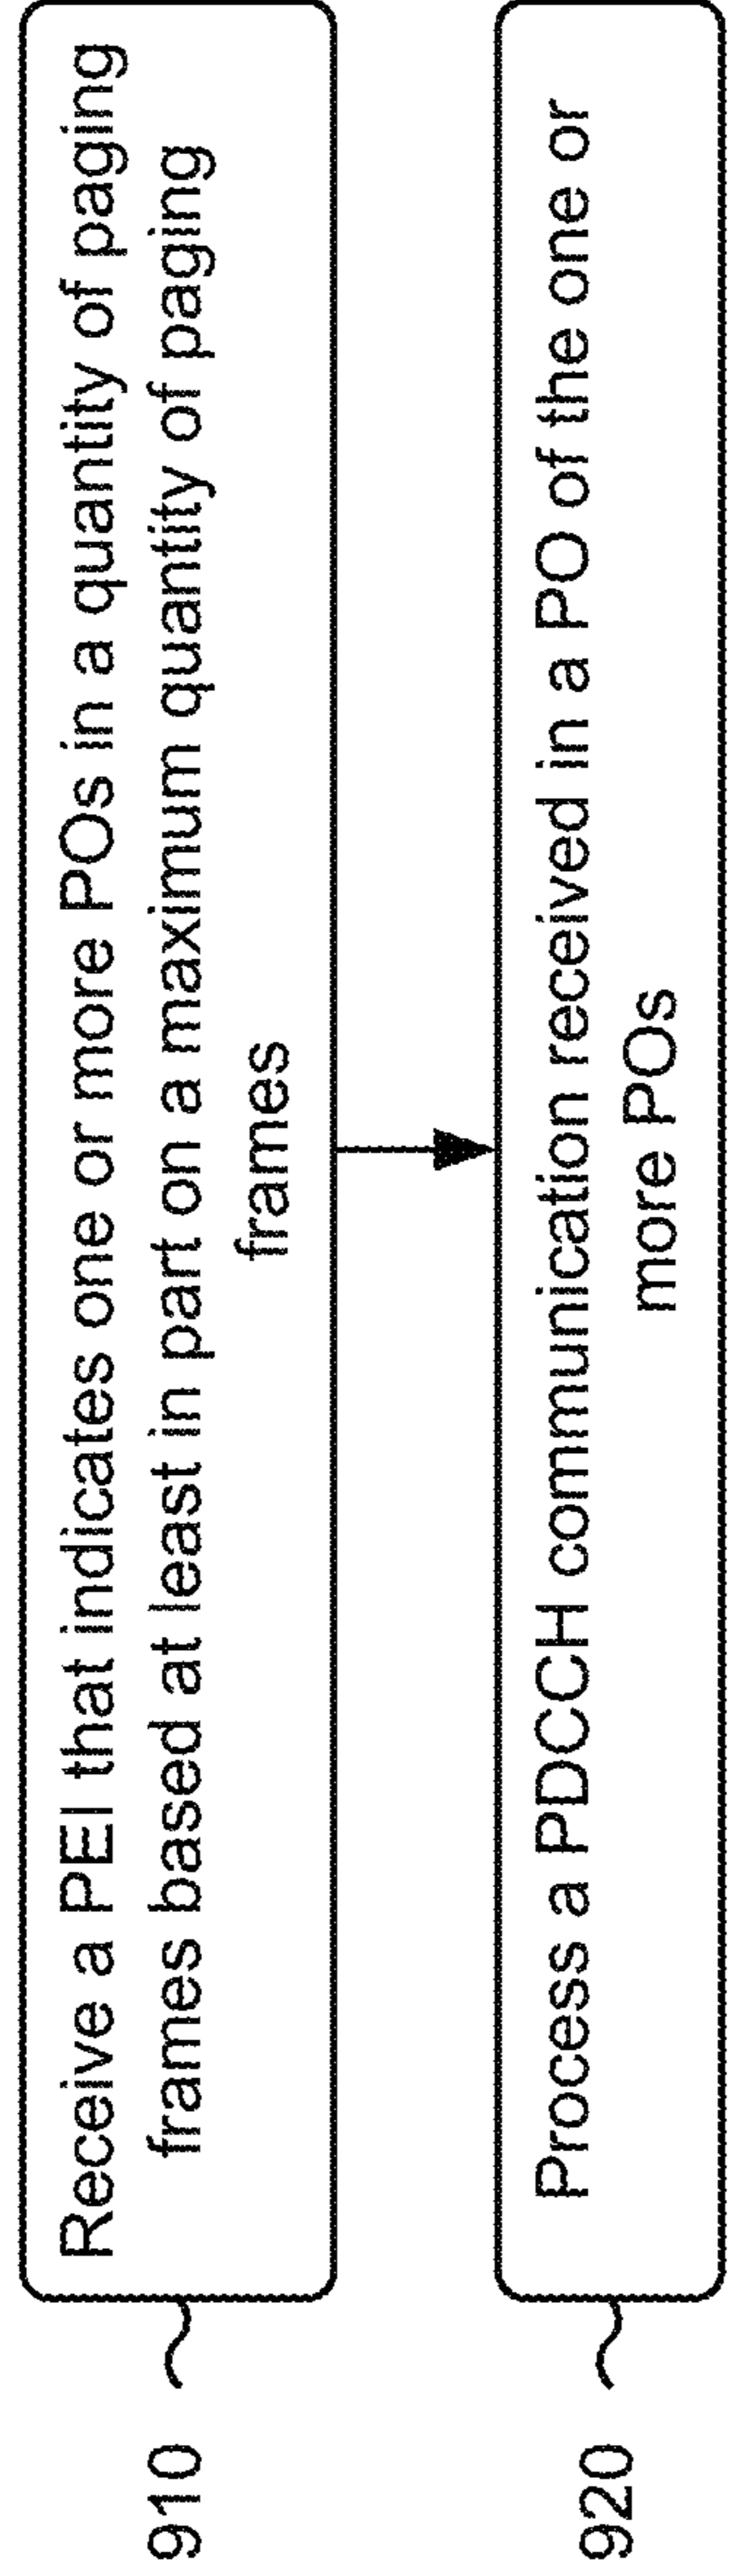 910
Receive a PEI that indicates one or more POs in a quantity of paging
frames based at least in part on a maximum quantity of paging
frames
920
Process a PDCCH communication received in a PO of the one or
more POs